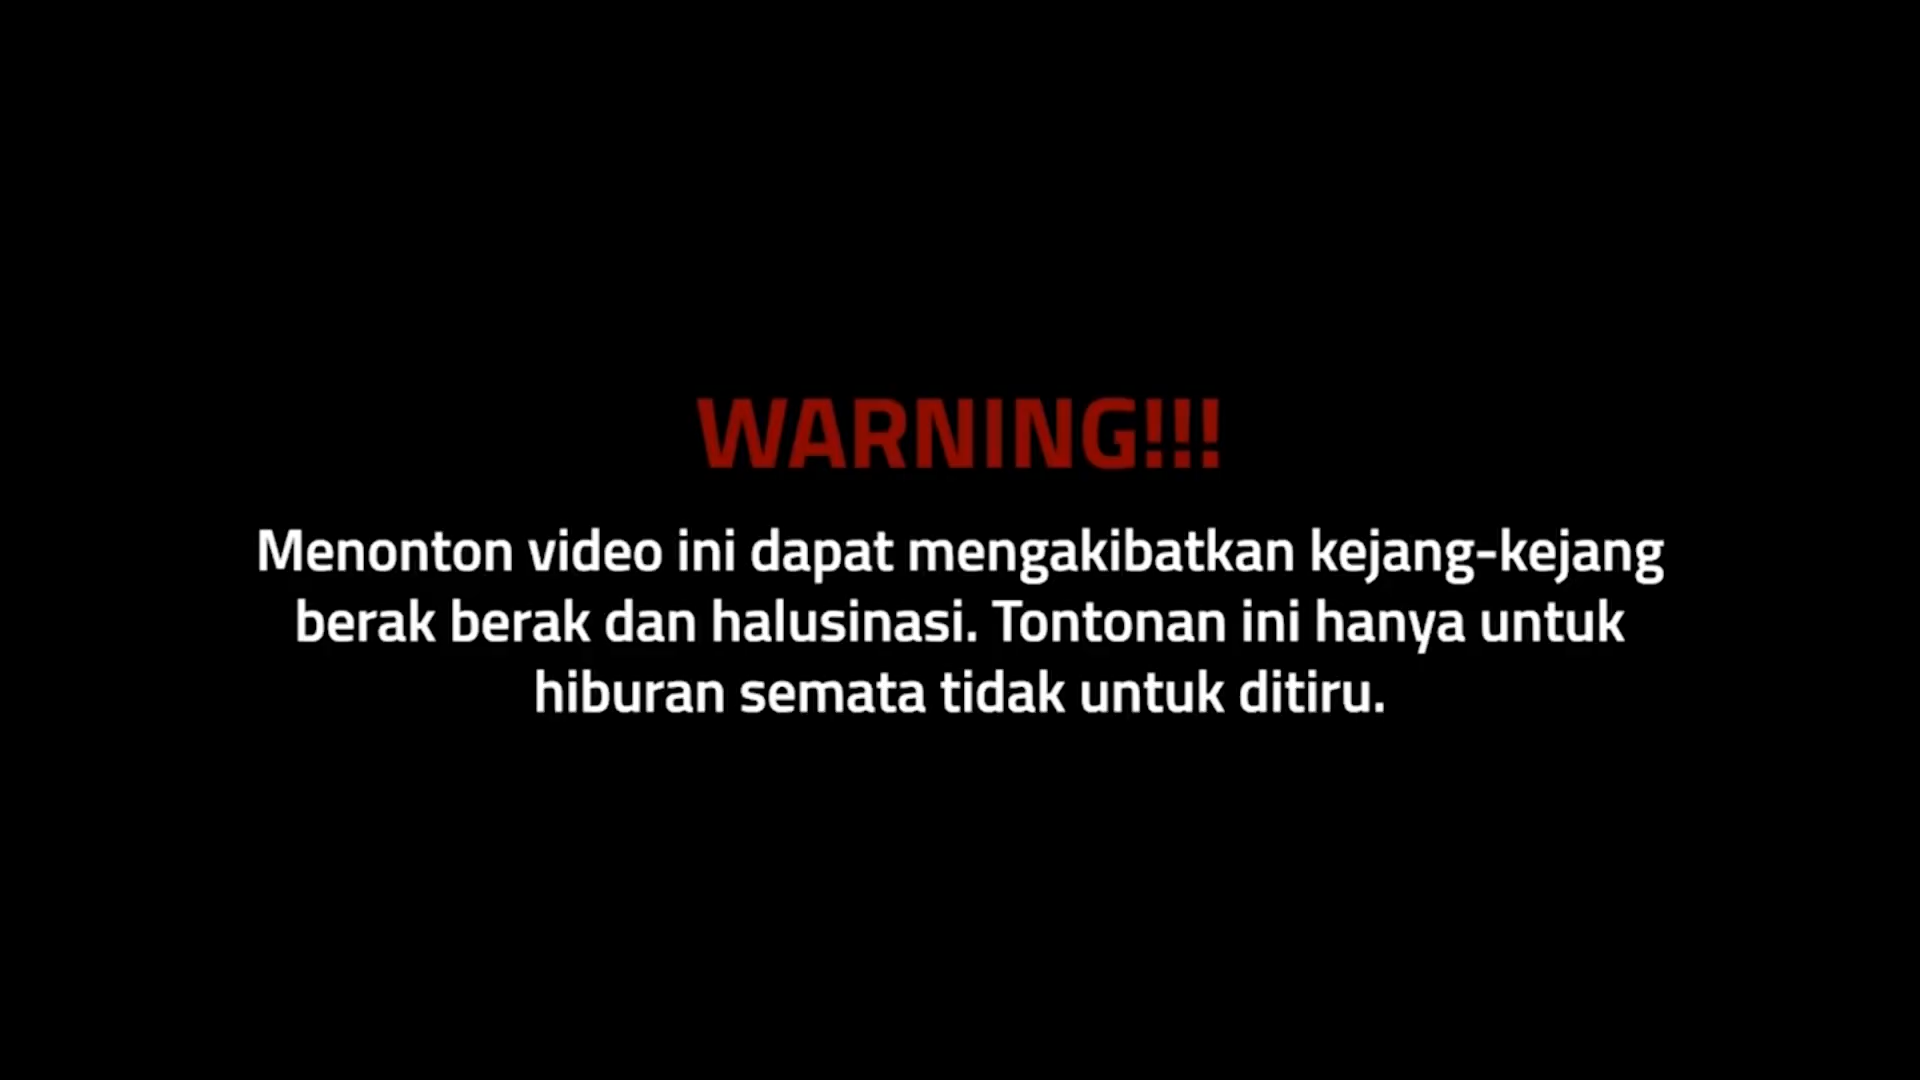 WARNING!!!
Menonton video ini dapat mengakibatkan kejang-kejang
berak berak dan halusinasi. Tontonan ini hanya untuk
hiburan semata tidak untuk ditiru.